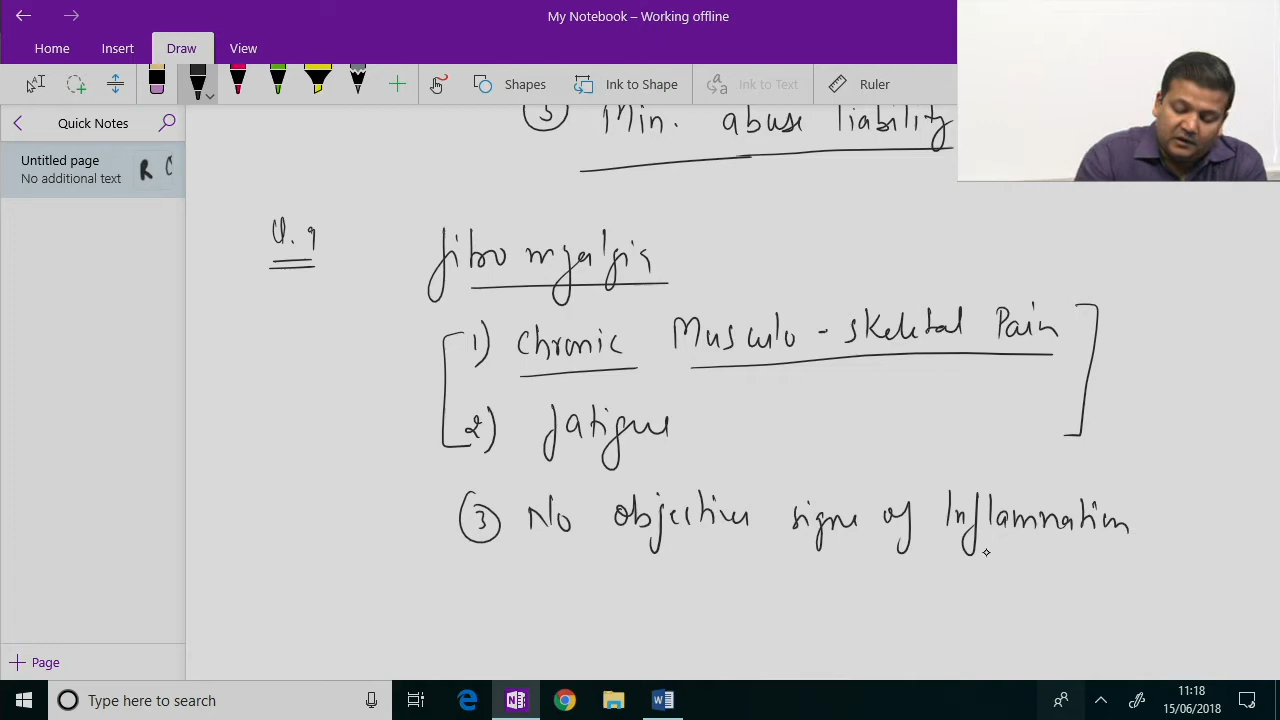 My Notebook – Working offline
Home Insert Draw View
Shapes Ink to Shape Ink to Text Ruler
Quick Notes
Untitled page
No additional text
R
③ Min. abuse liability
Q. 9 fibromyalgia
1) Chronic Musculo - skeletal Pain
2) fatigue
③ No objective signs of Inflammation
Page
Type here to search
11:18
15/06/2018